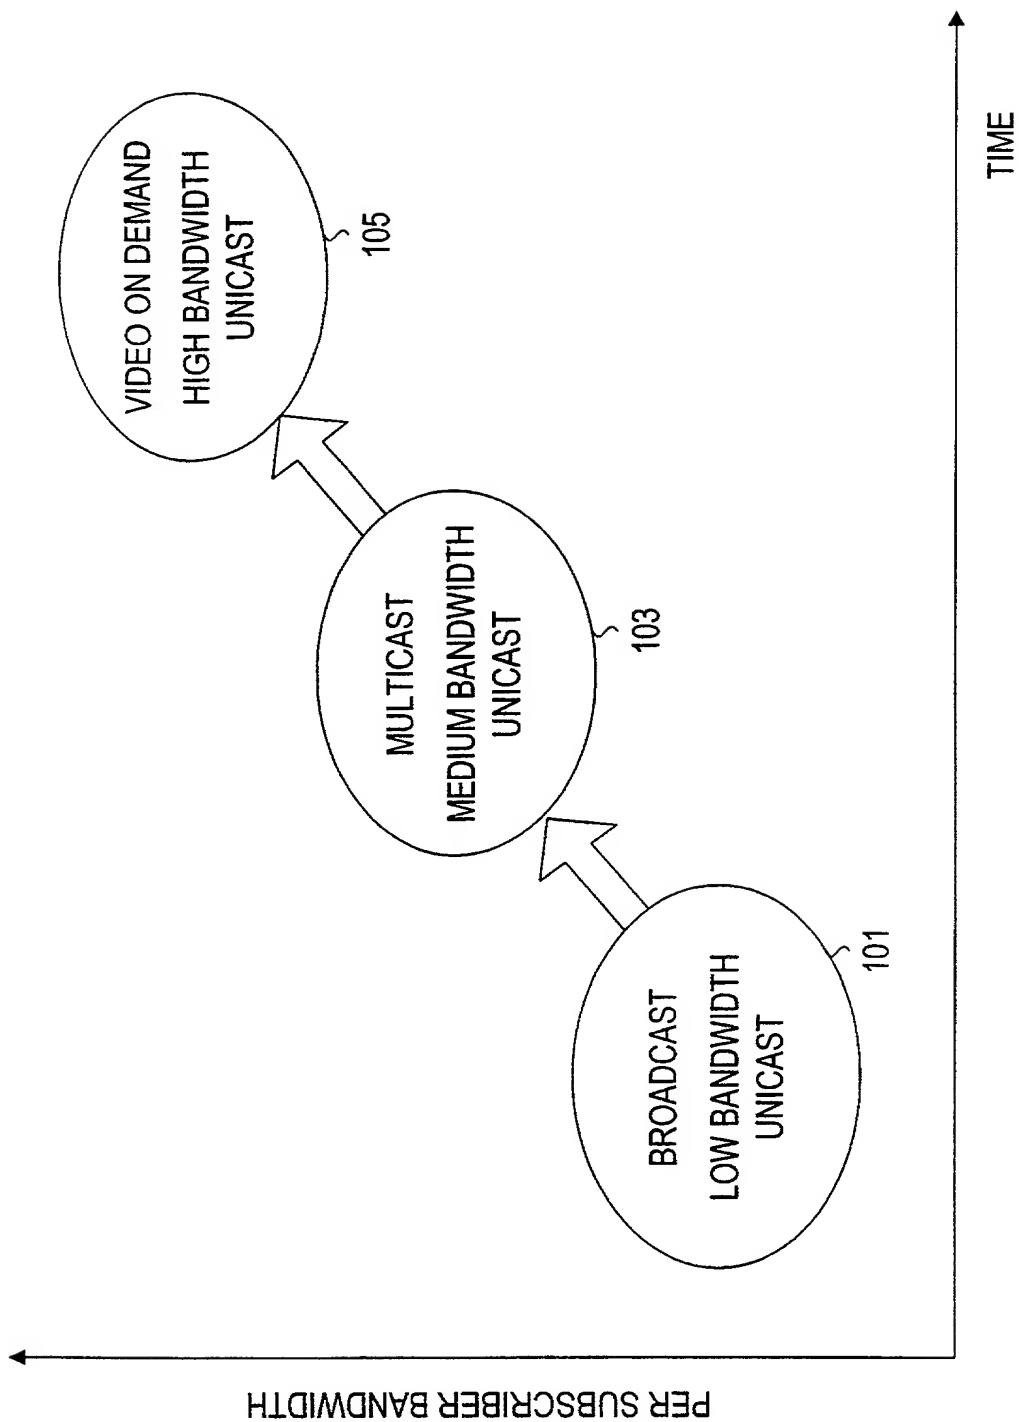 PER SUBSCRIBER BANDWIDTH
VIDEO ON DEMAND
HIGH BANDWIDTH
UNICAST
105
MULTICAST
MEDIUM BANDWIDTH
UNICAST
103
BROADCAST
LOW BANDWIDTH
UNICAST
101
TIME